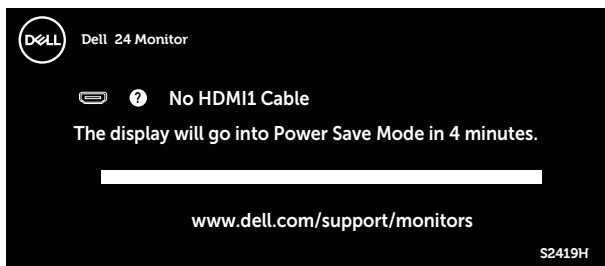 DELL
Dell 24 Monitor
? No HDMI1 Cable
The display will go into Power Save Mode in 4 minutes.
www.dell.com/support/monitors
S2419H